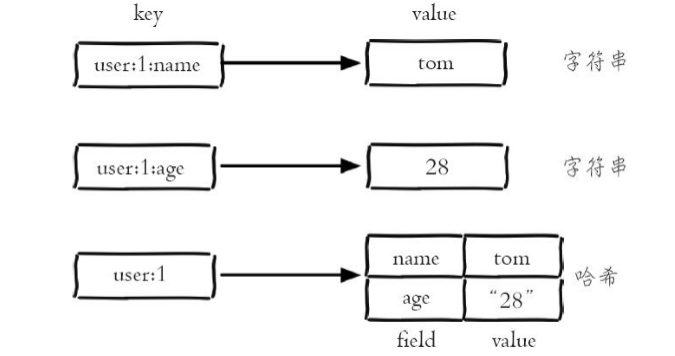 key value
user:1:name tom 字符串
user:1:age 28 字符串
user:1 name tom 哈希
age “28”
field value